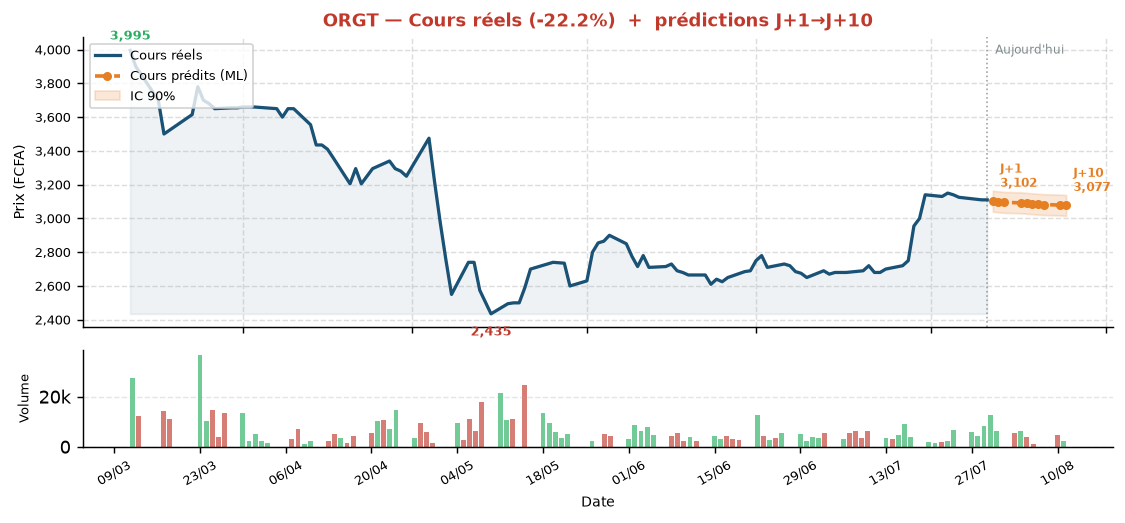 ORGT — Cours réels (-22.2%)  +  prédictions J+1→J+10
3,995
Cours réels
Cours prédits (ML)
IC 90%
Aujourd'hui
J+1
3,102
J+10
3,077
2,435
Prix (FCFA)
4,000
3,800
3,600
3,400
3,200
3,000
2,800
2,600
2,400
Volume
20k
0
09/03
23/03
06/04
20/04
04/05
18/05
01/06
15/06
29/06
13/07
27/07
10/08
Date